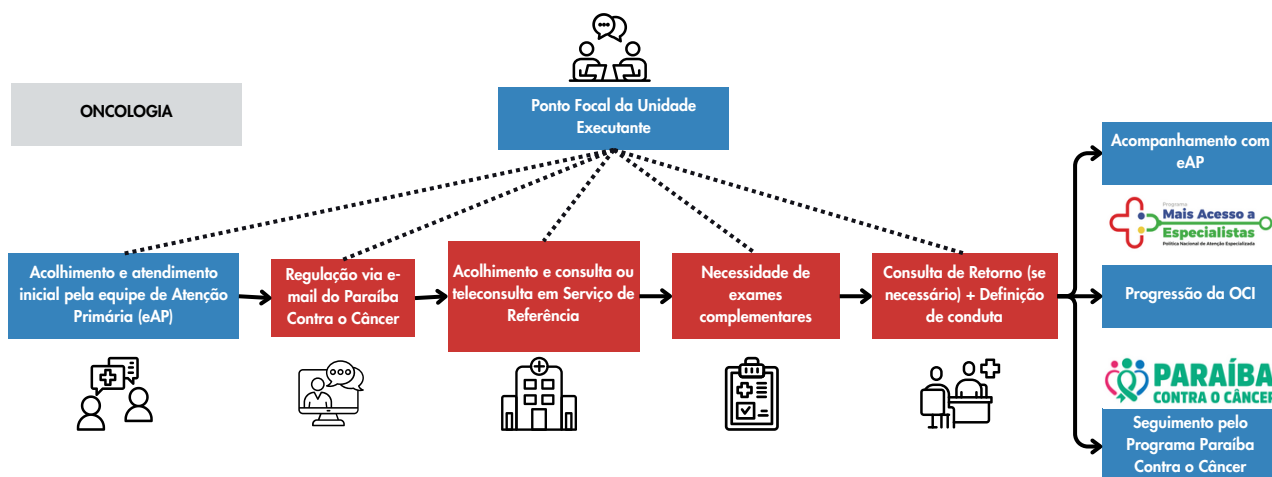 ONCOLOGIA
Ponto Focal da Unidade
Executante
Acolhimento e atendimento
inicial pela equipe de Atenção
Primária (eAP)
Regulação via e-
mail do Paraíba
Contra o Câncer
Acolhimento e consulta ou
teleconsulta em Serviço de
Referência
Necessidade de
exames
complementares
Consulta de Retorno (se
necessário) + Definição
de conduta
Acompanhamento com
eAP
Programa
Mais Acesso a
Especialistas
Política Nacional de Atenção Especializada
Progressão da OCI
PARAÍBA
CONTRA O CÂNCER
Seguimento pelo
Programa Paraíba
Contra o Câncer